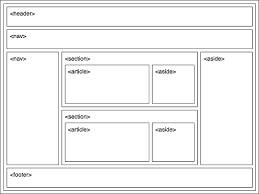 <header>
<nav>
<nav>
<section>
<aside>
<article>
<aside>
<section>
<article>
<aside>
<footer>